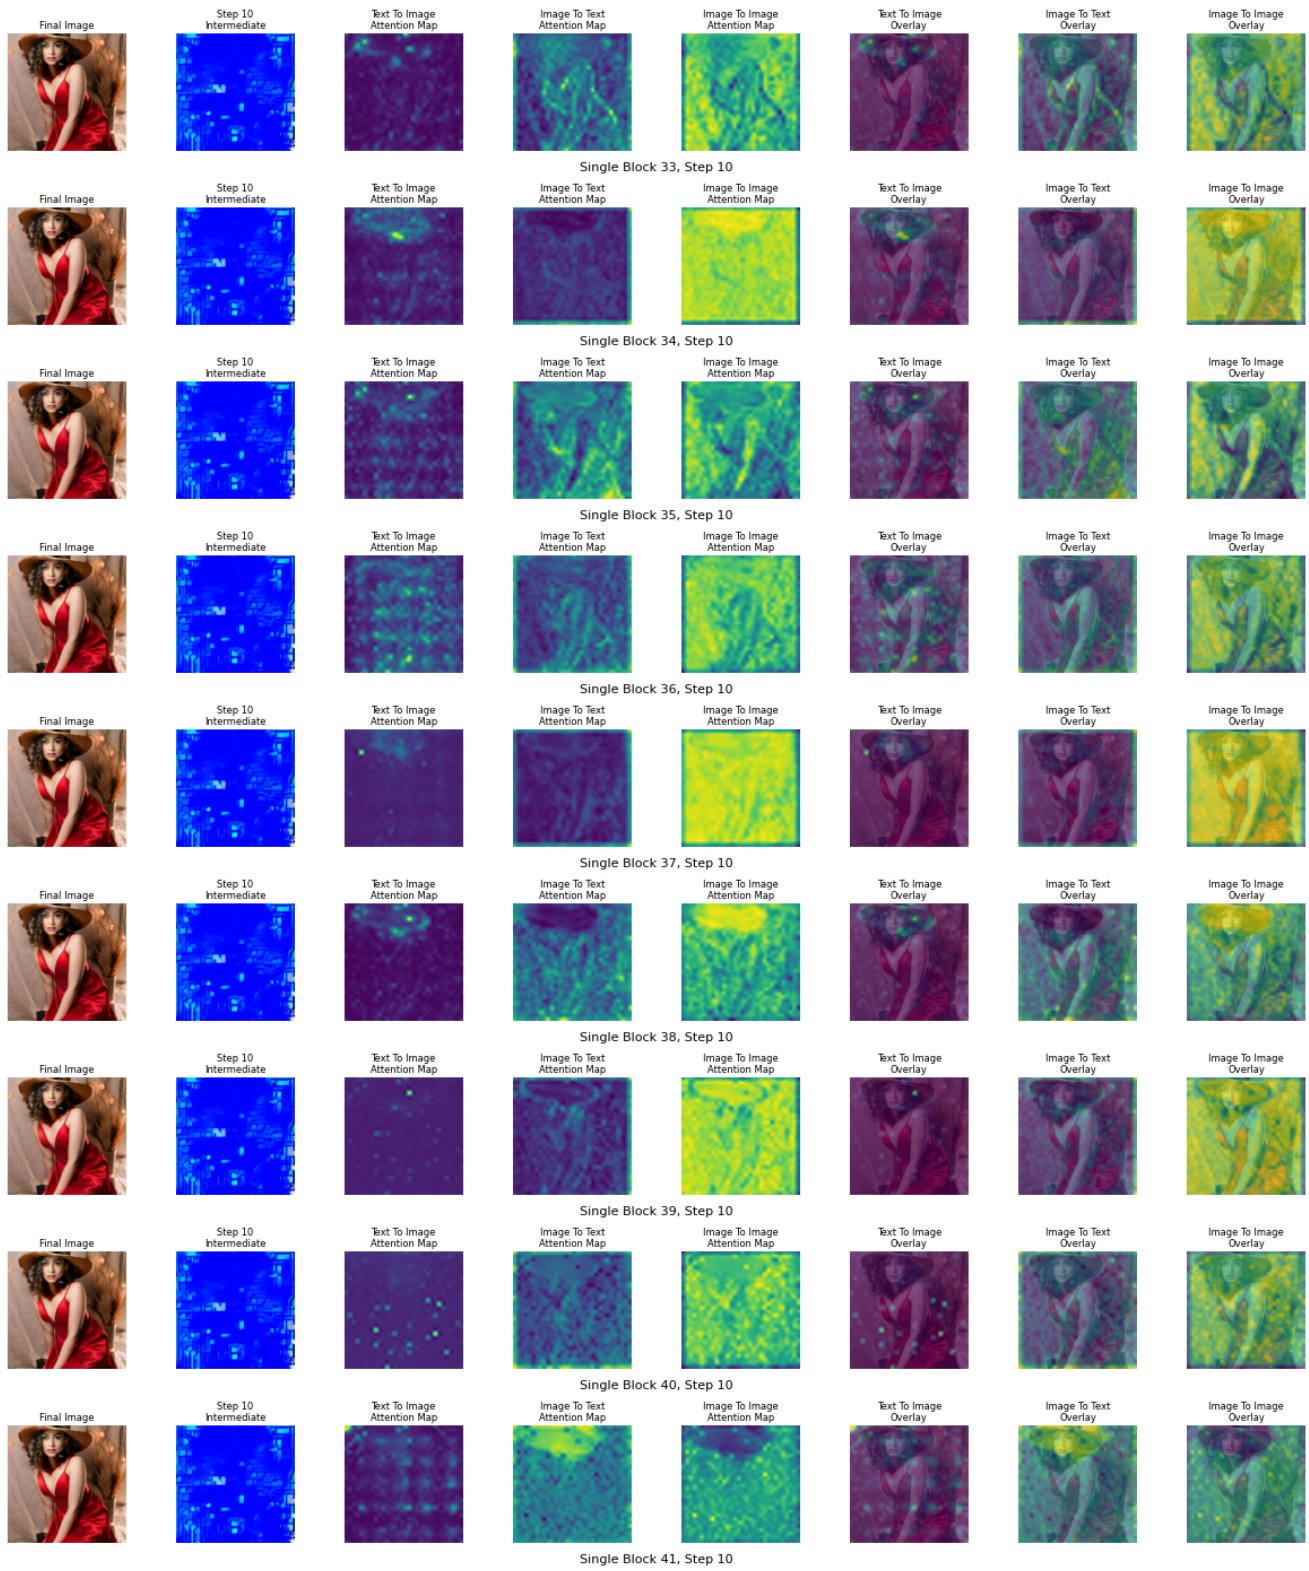 Final Image
Step 10
Intermediate
Text To Image
Attention Map
Image To Text
Attention Map
Image To Image
Attention Map
Text To Image
Overlay
Image To Text
Overlay
Image To Image
Overlay
Single Block 33, Step 10
Final Image
Step 10
Intermediate
Text To Image
Attention Map
Image To Text
Attention Map
Image To Image
Attention Map
Text To Image
Overlay
Image To Text
Overlay
Image To Image
Overlay
Single Block 34, Step 10
Final Image
Step 10
Intermediate
Text To Image
Attention Map
Image To Text
Attention Map
Image To Image
Attention Map
Text To Image
Overlay
Image To Text
Overlay
Image To Image
Overlay
Single Block 35, Step 10
Final Image
Step 10
Intermediate
Text To Image
Attention Map
Image To Text
Attention Map
Image To Image
Attention Map
Text To Image
Overlay
Image To Text
Overlay
Image To Image
Overlay
Single Block 36, Step 10
Final Image
Step 10
Intermediate
Text To Image
Attention Map
Image To Text
Attention Map
Image To Image
Attention Map
Text To Image
Overlay
Image To Text
Overlay
Image To Image
Overlay
Single Block 37, Step 10
Final Image
Step 10
Intermediate
Text To Image
Attention Map
Image To Text
Attention Map
Image To Image
Attention Map
Text To Image
Overlay
Image To Text
Overlay
Image To Image
Overlay
Single Block 38, Step 10
Final Image
Step 10
Intermediate
Text To Image
Attention Map
Image To Text
Attention Map
Image To Image
Attention Map
Text To Image
Overlay
Image To Text
Overlay
Image To Image
Overlay
Single Block 39, Step 10
Final Image
Step 10
Intermediate
Text To Image
Attention Map
Image To Text
Attention Map
Image To Image
Attention Map
Text To Image
Overlay
Image To Text
Overlay
Image To Image
Overlay
Single Block 40, Step 10
Final Image
Step 10
Intermediate
Text To Image
Attention Map
Image To Text
Attention Map
Image To Image
Attention Map
Text To Image
Overlay
Image To Text
Overlay
Image To Image
Overlay
Single Block 41, Step 10